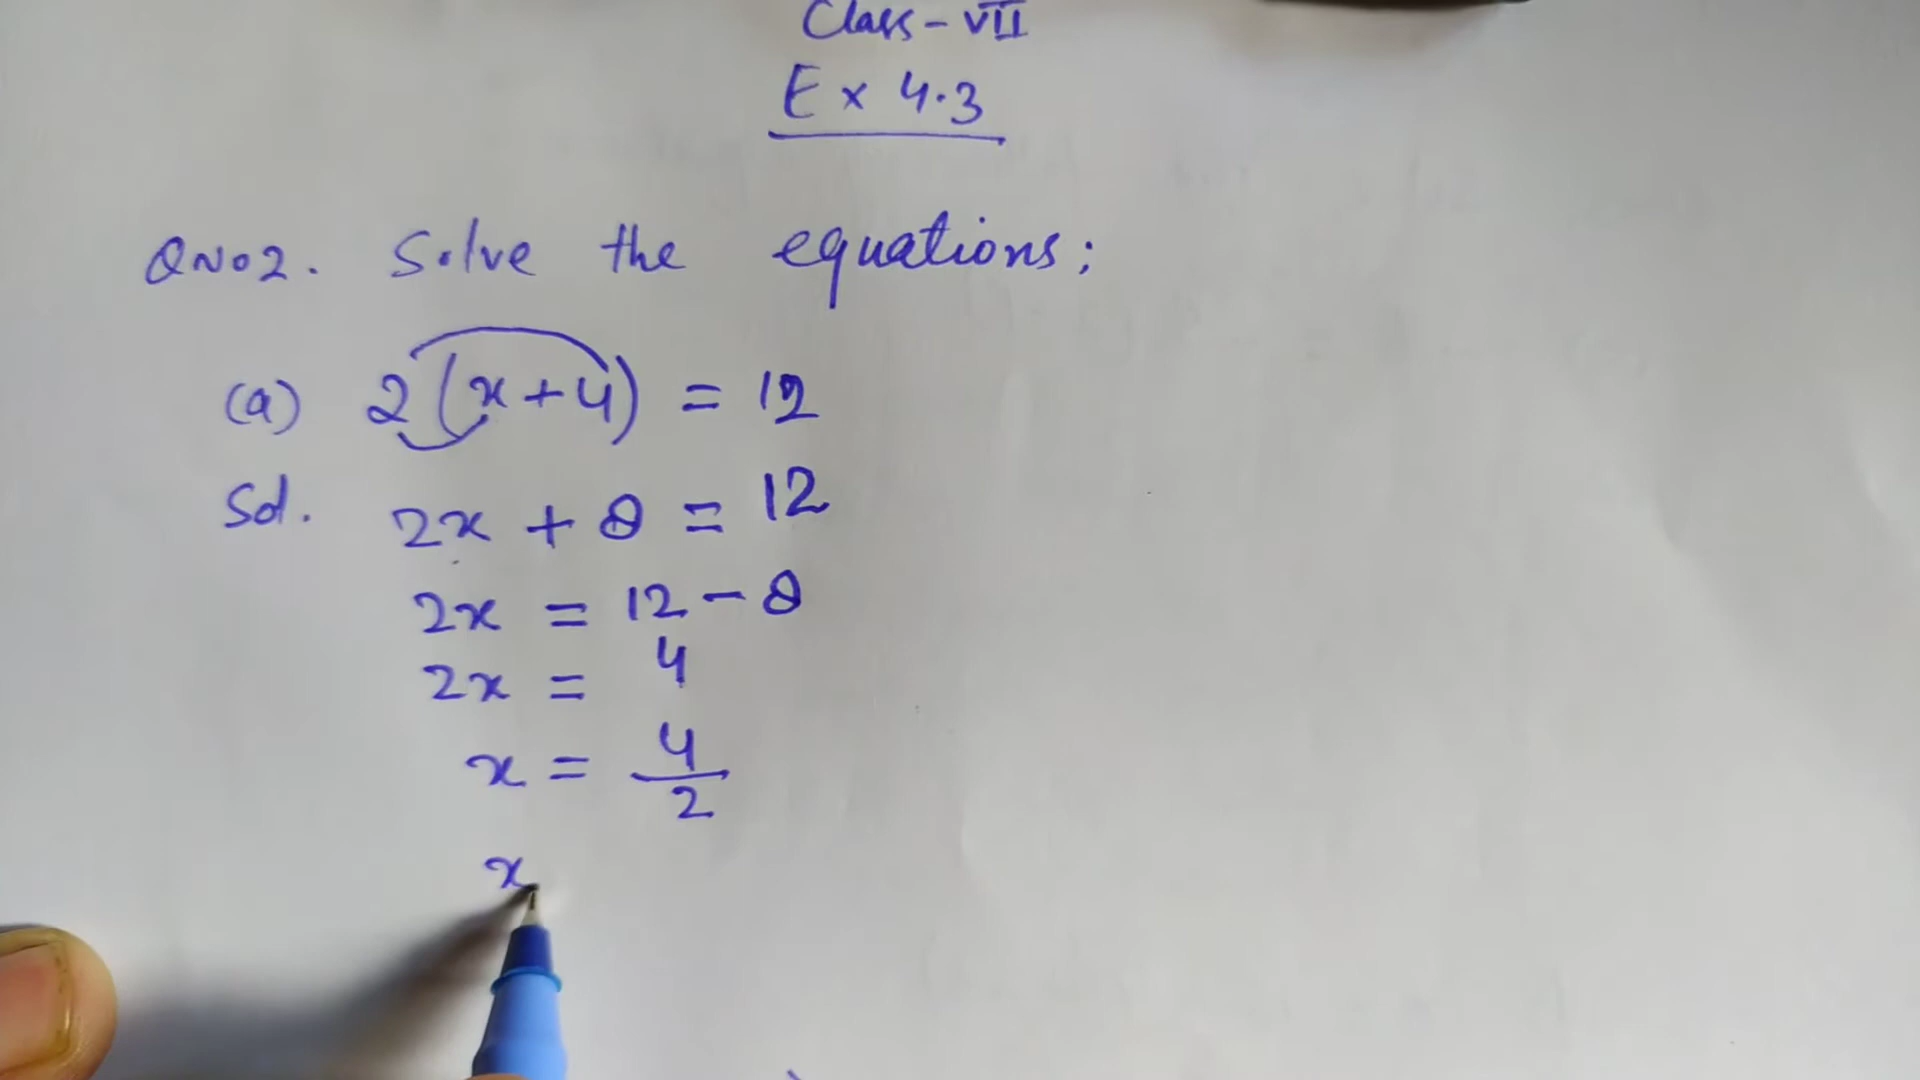 Class - VII
Ex 4.3
QNo2. Solve the equations:
(a) 2(x+4) = 12
Sol. 2x + 8 = 12
2x = 12 - 8
2x = 4
x = 4/2
x